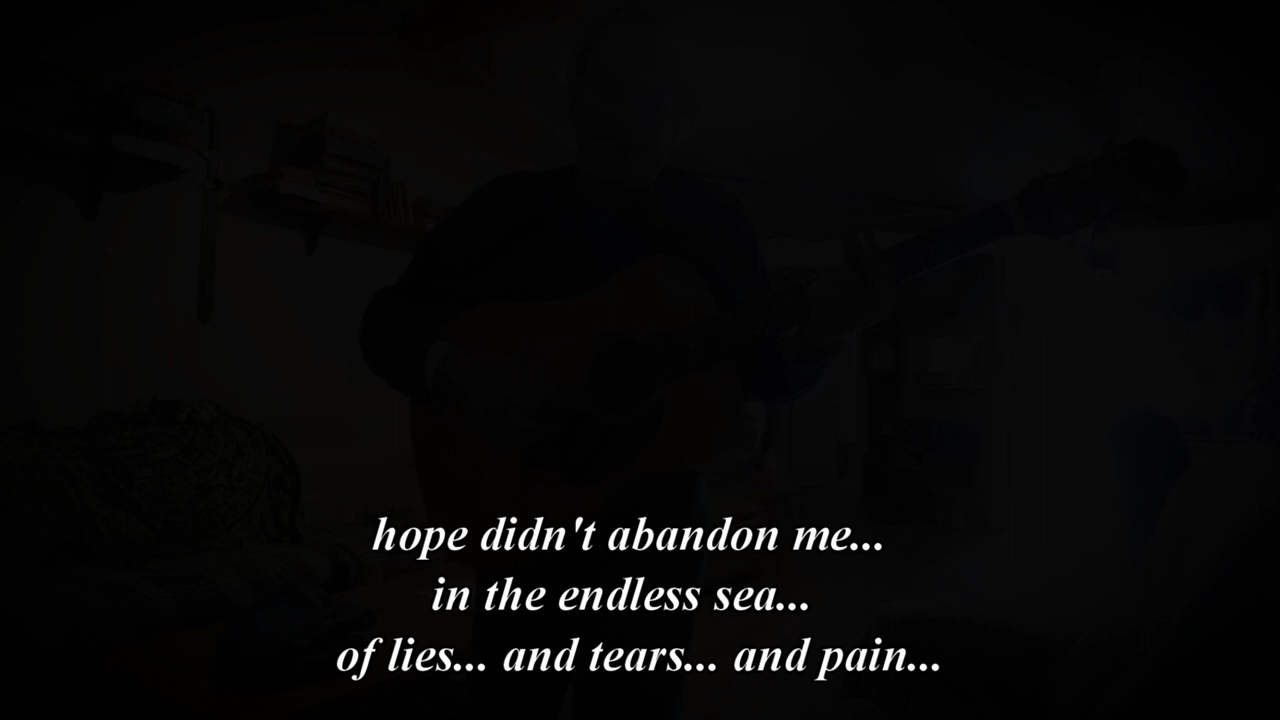 hope didn't abandon me...
in the endless sea...
of lies... and tears... and pain...